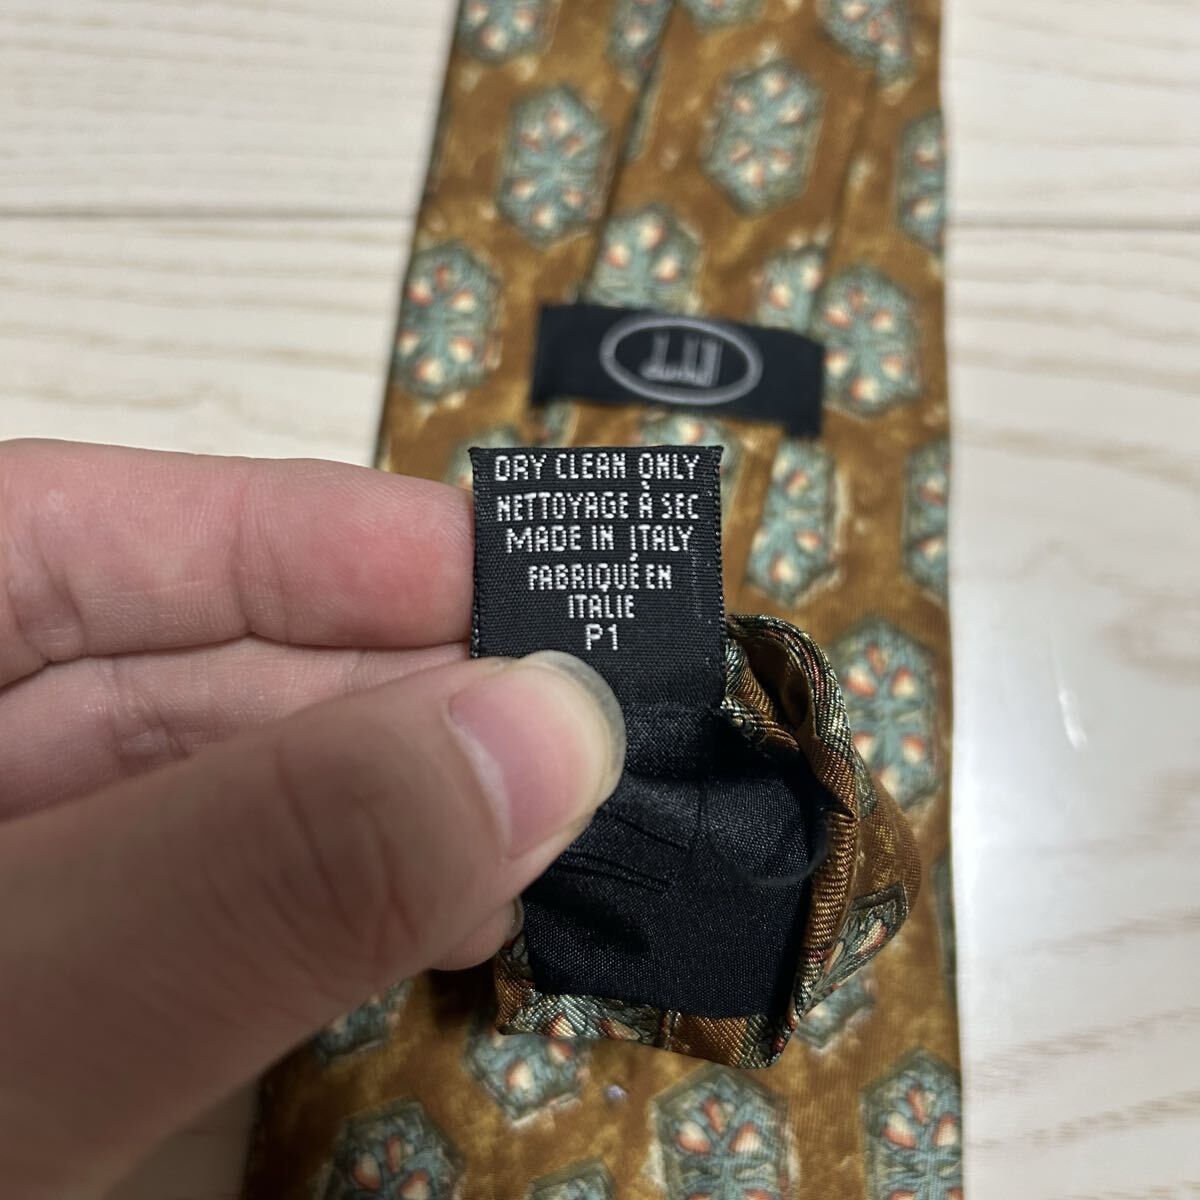 DRY CLEAN ONLY
NETTOYAGE À SEC
MADE IN ITALY
FABRIQUÉ EN
ITALIE
P1